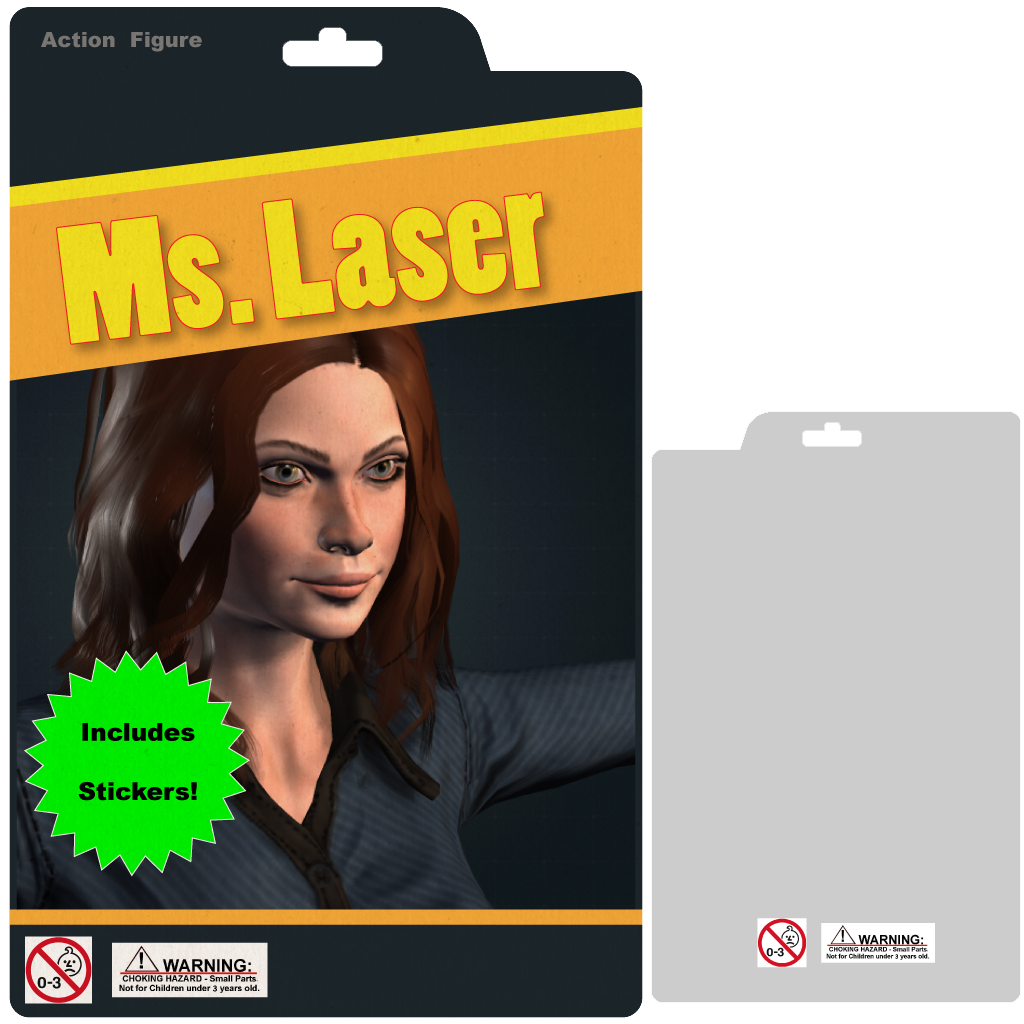 Action Figure
Ms. Laser
Includes
Stickers!
0-3
! WARNING:
CHOKING HAZARD - Small Parts
Not for Children under 3 years old.
0-3
! WARNING:
CHOKING HAZARD - Small Parts
Not for Children under 3 years old.